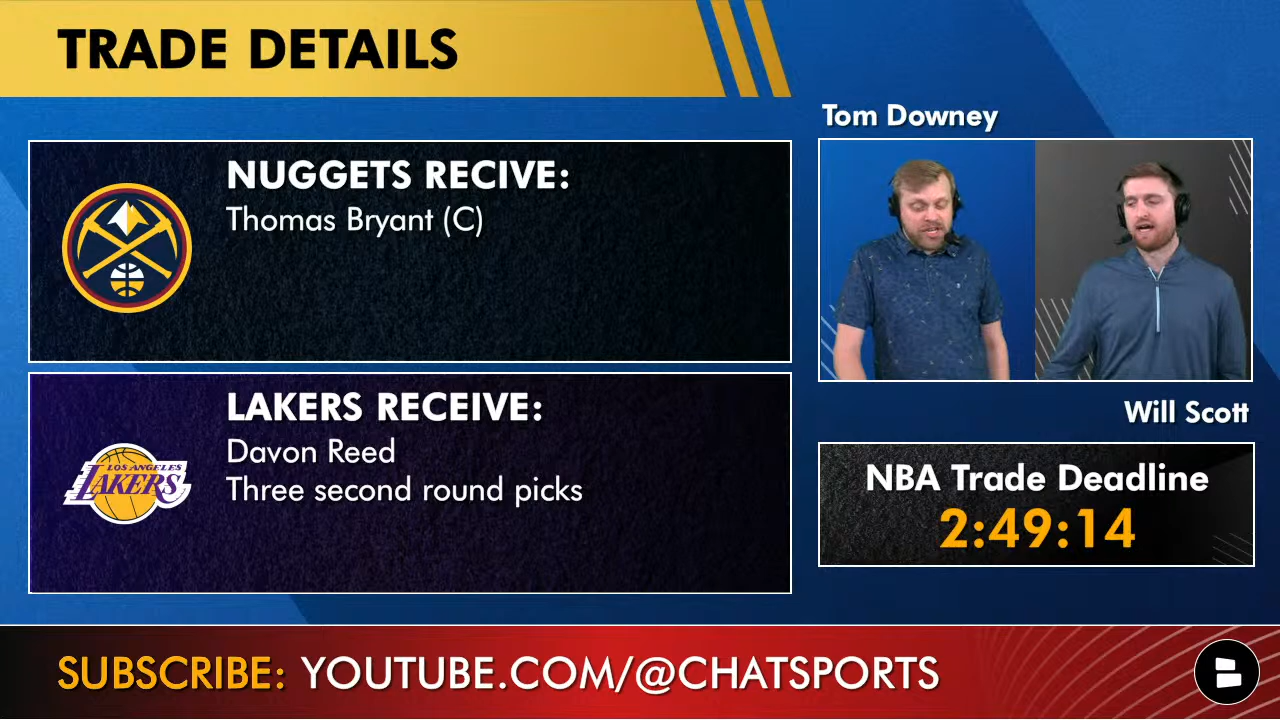 TRADE DETAILS
Tom Downey
NUGGETS RECIVE:
Thomas Bryant (C)
LAKERS RECEIVE:
Davon Reed
Three second round picks
LOS ANGELES
LAKERS
Will Scott
NBA Trade Deadline
2:49:14
SUBSCRIBE: YOUTUBE.COM/@CHATSPORTS